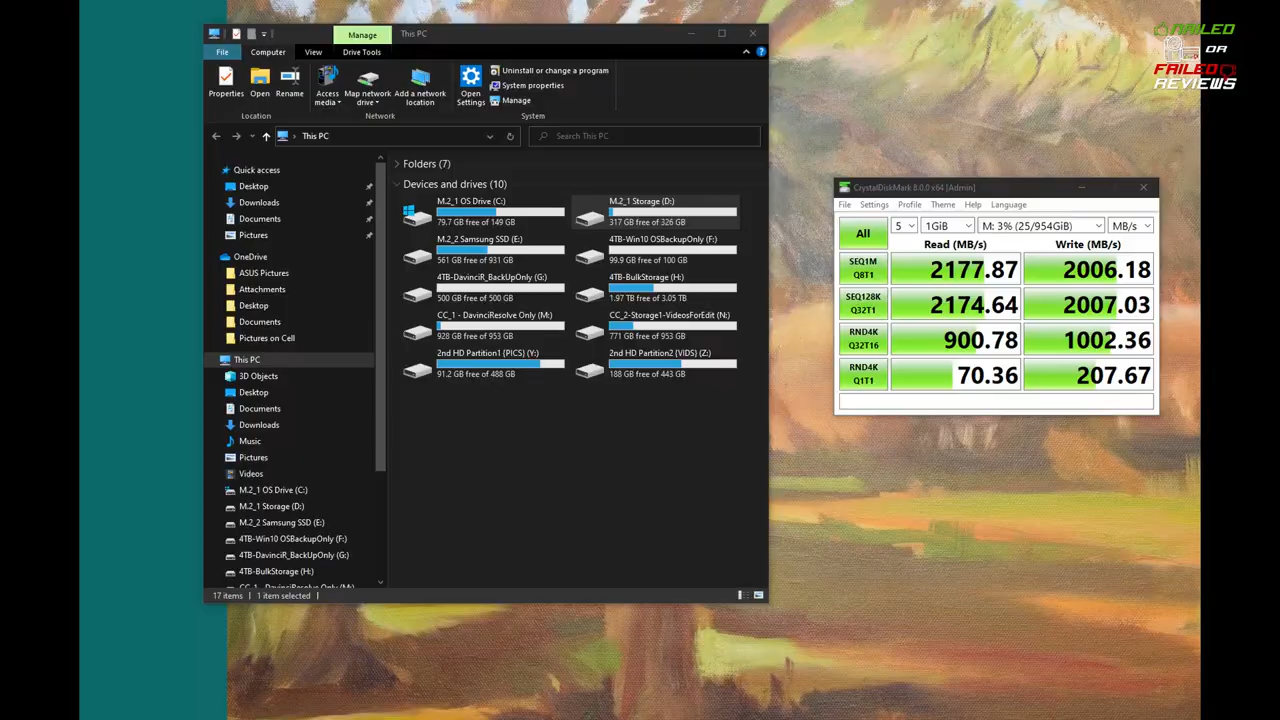 Manage
This PC
File
Computer
View
Drive Tools
Properties
Open
Rename
Access media
Map network drive
Add a network location
Open Settings
Uninstall or change a program
System properties
Manage
Location
Network
System
This PC
Search This PC
Quick access
Desktop
Downloads
Documents
Pictures
OneDrive
ASUS Pictures
Attachments
Desktop
Documents
Pictures on Cell
This PC
3D Objects
Desktop
Documents
Downloads
Music
Pictures
Videos
M.2_1 OS Drive (C:)
M.2_1 Storage (D:)
M.2_2 Samsung SSD (E:)
4TB-Win10 OSBackupOnly (F:)
4TB-DavinciR_BackUpOnly (G:)
4TB-BulkStorage (H:)
CC_1 - DavinciResolve Only (M:)
17 items
1 item selected
Folders (7)
Devices and drives (10)
M.2_1 OS Drive (C:)
79.7 GB free of 149 GB
M.2_1 Storage (D:)
317 GB free of 326 GB
M.2_2 Samsung SSD (E:)
561 GB free of 931 GB
4TB-Win10 OSBackupOnly (F:)
99.9 GB free of 100 GB
4TB-DavinciR_BackUpOnly (G:)
500 GB free of 500 GB
4TB-BulkStorage (H:)
1.97 TB free of 3.05 TB
CC_1 - DavinciResolve Only (M:)
928 GB free of 953 GB
CC_2-Storage1-VideosForEdit (N:)
771 GB free of 953 GB
2nd HD Partition1 [PICS) (Y:)
91.2 GB free of 488 GB
2nd HD Partition2 (VIDS) (Z:)
188 GB free of 443 GB
NAILED
OR
FAILED
REVIEWS
CrystalDiskMark 8.0.0 x64 [Admin]
File Settings Profile Theme Help Language
All
5
1GiB
M: 3% (25/954GiB)
MB/s
Read (MB/s)
Write (MB/s)
SEQ1M
Q8T1
2177.87
2006.18
SEQ128K
Q32T1
2174.64
2007.03
RND4K
Q32T16
900.78
1002.36
RND4K
Q1T1
70.36
207.67